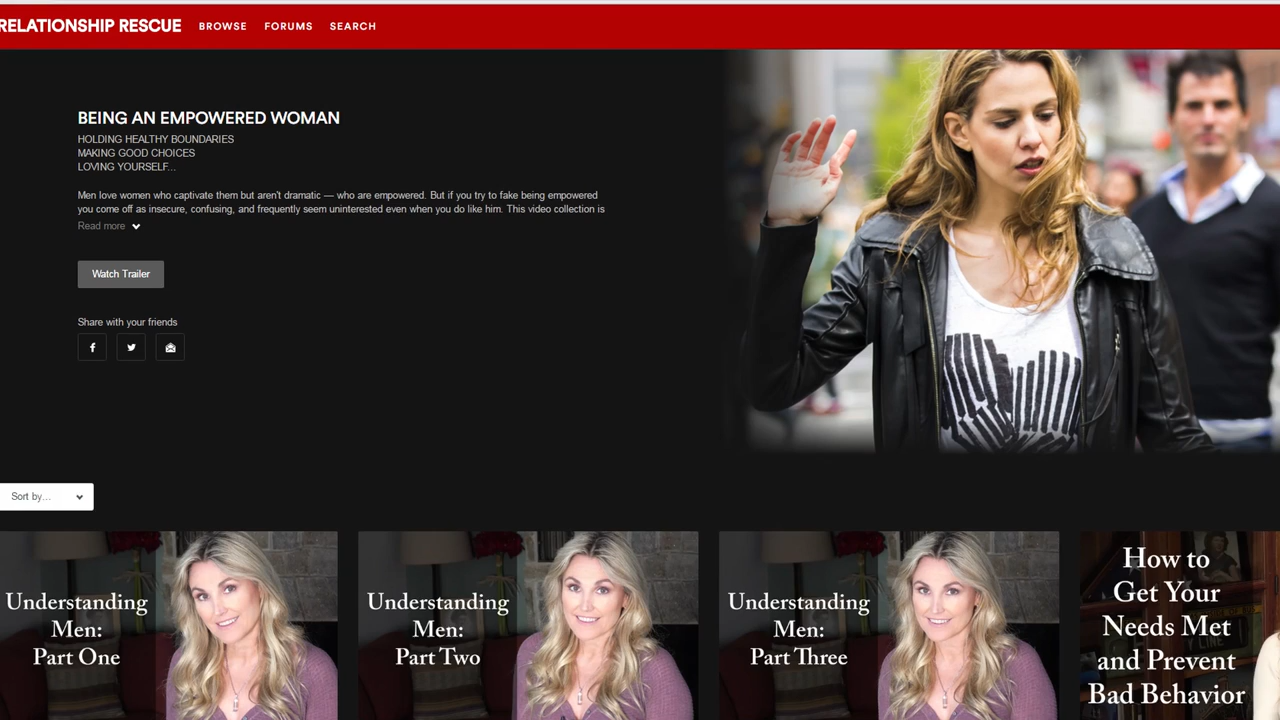 RELATIONSHIP RESCUE BROWSE FORUMS SEARCH
BEING AN EMPOWERED WOMAN
HOLDING HEALTHY BOUNDARIES
MAKING GOOD CHOICES
LOVING YOURSELF...
Men love women who captivate them but aren't dramatic — who are empowered. But if you try to fake being empowered
you come off as insecure, confusing, and frequently seem uninterested even when you do like him. This video collection is
Read more
Watch Trailer
Share with your friends
Sort by...
Understanding
Men:
Part One
Understanding
Men:
Part Two
Understanding
Men:
Part Three
How to
Get Your
Needs Met
and Prevent
Bad Behavior